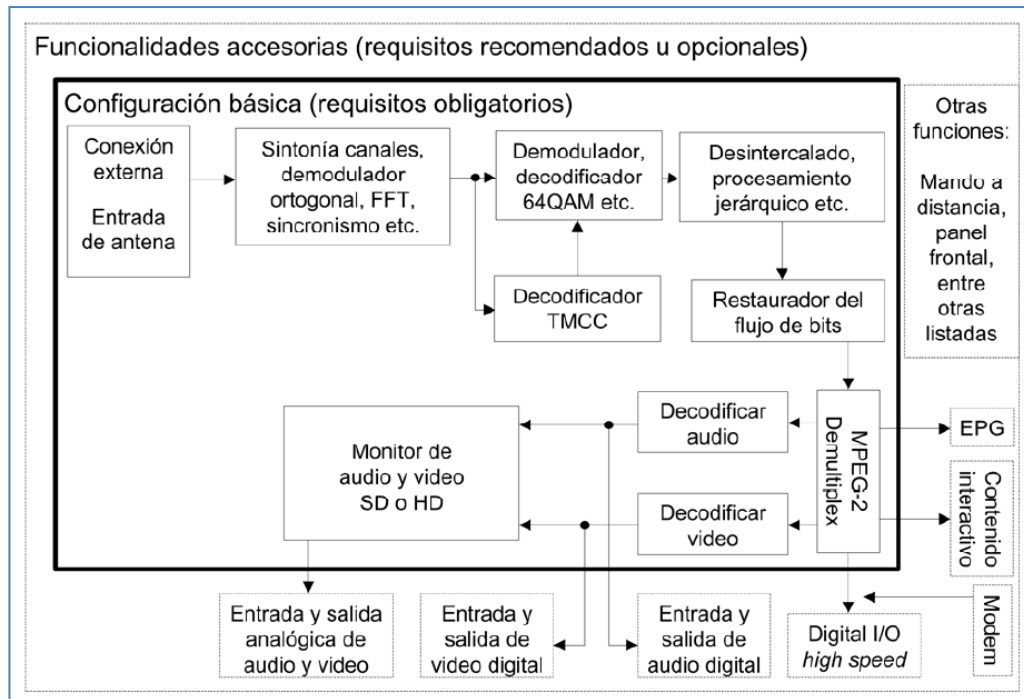 Funcionalidades accesorias (requisitos recomendados u opcionales)
Configuración básica (requisitos obligatorios)
Conexión
externa
Entrada
de antena
Sintonía canales,
demodulador
ortogonal, FFT,
sincronismo etc.
Demodulador,
decodificador
64QAM etc.
Desintercalado,
procesamiento
jerárquico etc.
Decodificador
TMCC
Restaurador del
flujo de bits
Otras
funciones:
Mando a
distancia,
panel
frontal,
entre
otras
listadas
Monitor de
audio y video
SD o HD
Decodificar
audio
Decodificar
video
MPEG-2
Demultiplex
EPG
Contenido
interactivo
Modem
Entrada y salida
analógica de
audio y video
Entrada y
salida de
video digital
Entrada y
salida de
audio digital
Digital I/O
high speed